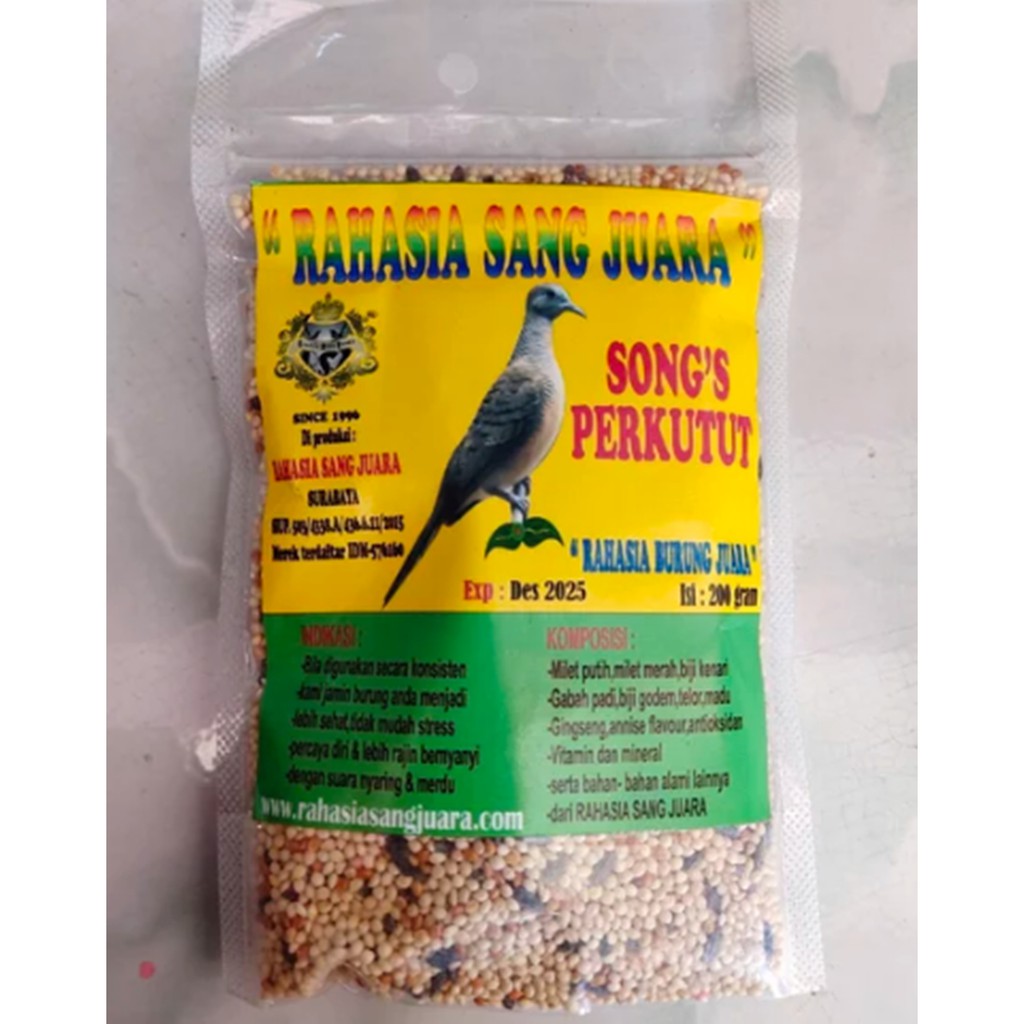 " RAHASIA SANG JUARA "
SONG'S
PERKUTUT
SINCE 1996
Di produksi :
RAHASIA SANG JUARA
SURABAYA
Merek terdaftar IDM-576160
" RAHASIA BURUNG JUARA "
Exp : Des 2025
Isi : 200 gram
INDIKASI :
-Bila digunakan secara konsisten
-kami jamin burung anda menjadi
-lebih sehat,tidak mudah stress
-percaya diri & lebih rajin bernyanyi
-dengan suara nyaring & merdu
www.rahasiasangjuara.com
KOMPOSISI :
-Milet putih,milet merah,biji kenari
-Gabah padi,biji godem,telor,madu
-Gingseng,annise flavour,antioksidan
-Vitamin dan mineral
-serta bahan- bahan alami lainnya
-dari RAHASIA SANG JUARA